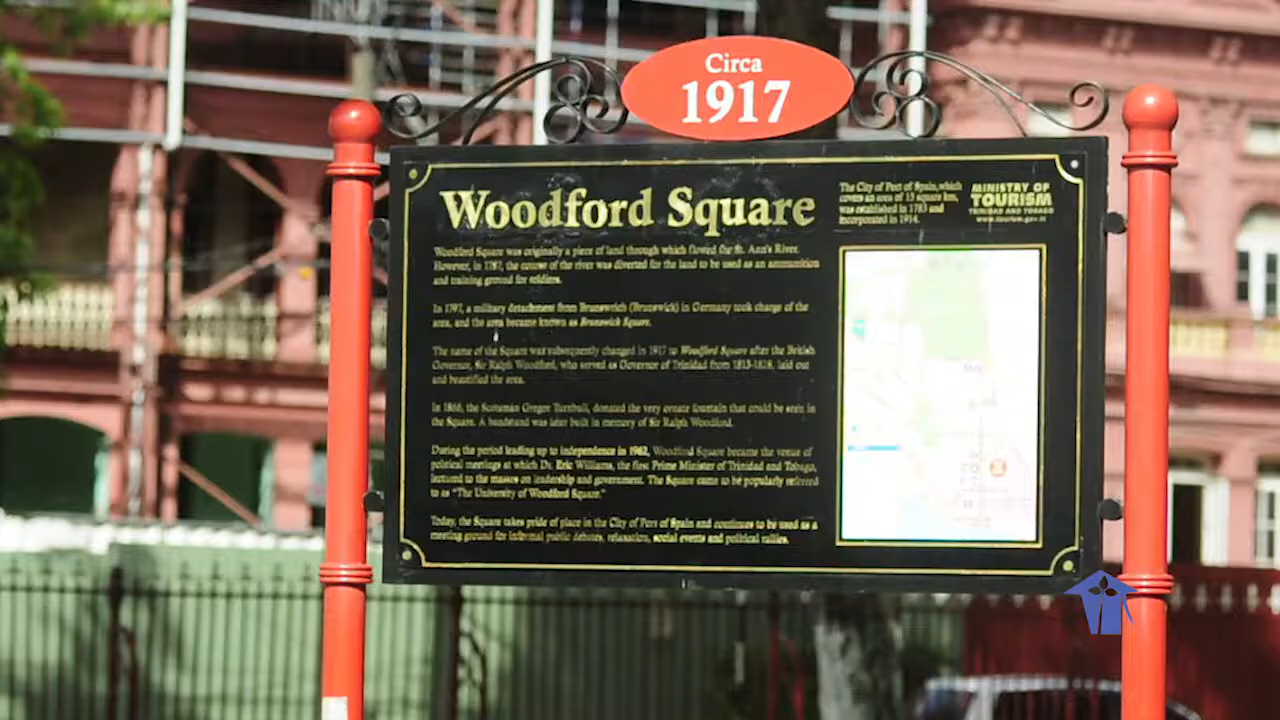 Circa
1917
Woodford Square
The City of Port of Spain, which
covers an area of 15 square km,
was established in 1783 and
incorporated in 1914.
MINISTRY OF
TOURISM
TRINIDAD AND TOBAGO
www.tourism.gov.tt
Woodford Square was originally a piece of land through which flowed the St. Ann's River.
However, in 1787, the course of the river was diverted for the land to be used as an ammunition
and training ground for soldiers.
In 1797, a military detachment from Brunswich (Brunswick) in Germany took charge of the
area, and the area became known as Brunswick Square.
The name of the Square was subsequently changed in 1917 to Woodford Square after the British
Governor, Sir Ralph Woodford, who served as Governor of Trinidad from 1813-1818, laid out
and beautified the area.
In 1866, the Scotsman Gregor Turnbull, donated the very ornate fountain that could be seen in
the Square. A bandstand was later built in memory of Sir Ralph Woodford.
During the period leading up to independence in 1962, Woodford Square became the venue of
political meetings at which Dr. Eric Williams, the first Prime Minister of Trinidad and Tobago,
lectured to the masses on leadership and government. The Square came to be popularly referred
to as "The University of Woodford Square."
Today, the Square takes pride of place in the City of Port of Spain and continues to be used as a
meeting ground for informal public debates, relaxation, social events and political rallies.